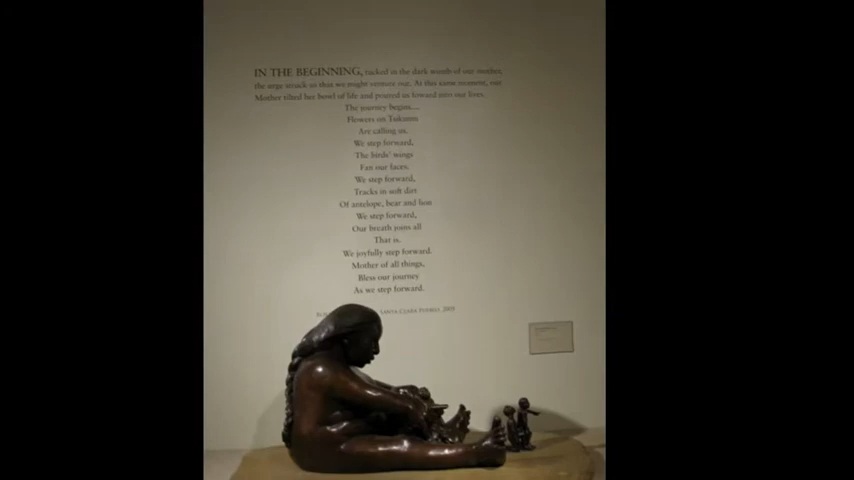 IN THE BEGINNING, tucked in the dark womb of our mother,
the urge struck us that we might venture out. At this same moment, our
Mother tilted her bowl of life and poured us foward into our lives.
The journey begins....
Flowers on Tsikumu
Are calling us.
We step forward,
The birds' wings
Fan our faces.
We step forward,
Tracks in soft dirt
Of antelope, bear and lion
We step forward,
Our breath joins all
That is.
We joyfully step forward.
Mother of all things,
Bless our journey
As we step forward.
SANTA CLARA PUEBLO, 2005